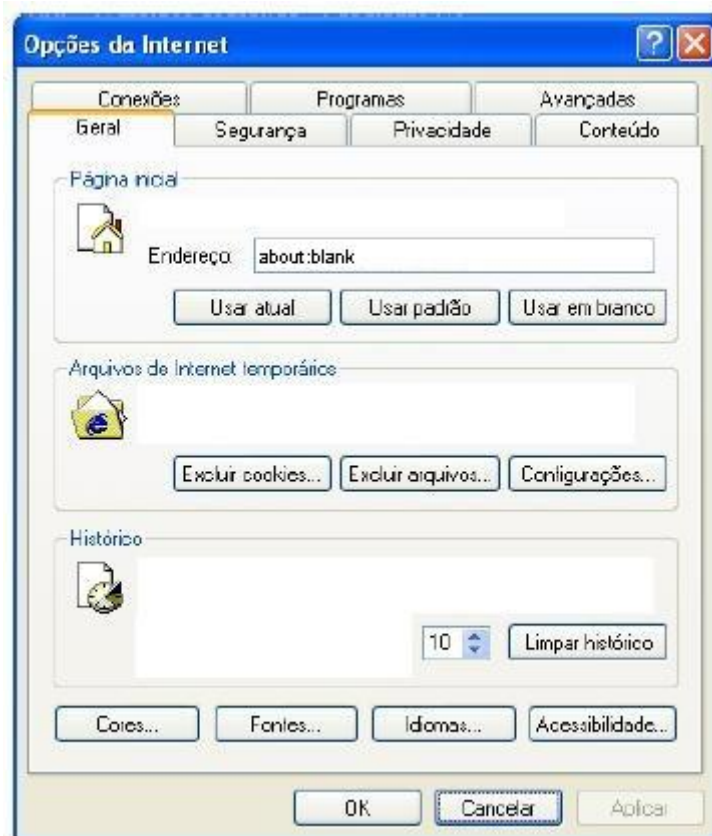 Opções da Internet
Conexões Programas Avançadas
Geral Segurança Privacidade Conteúdo
Página inicial
Endereço: about:blank
Usar atual Usar padrão Usar em branco
Arquivos de Internet temporários
Excluir cookies... Excluir arquivos... Configurações...
Histórico
10 Limpar histórico
Cores... Fontes... Idiomas... Acessibilidade...
OK Cancelar Aplicar